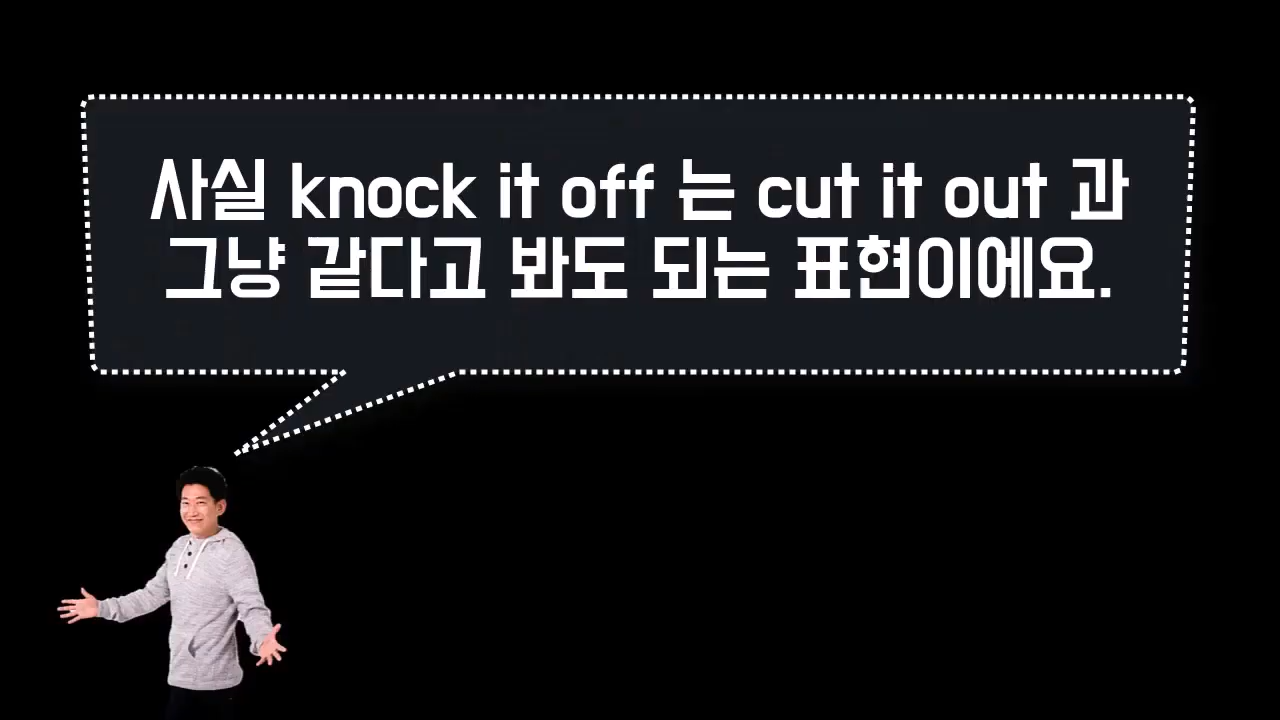 사실 knock it off 는 cut it out 과
그냥 같다고 봐도 되는 표현이에요.